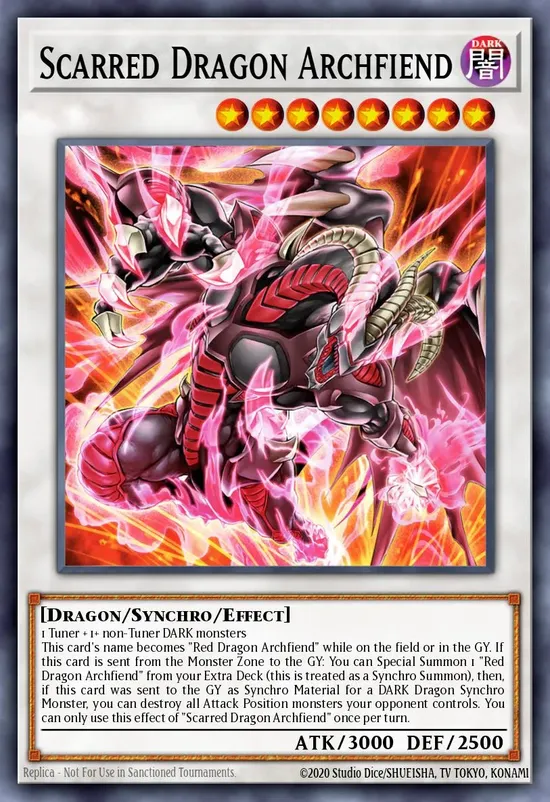 SCARRED DRAGON ARCHFIEND
DARK
闇
[DRAGON/SYNCHRO/EFFECT]
1 Tuner + 1+ non-Tuner DARK monsters
This card's name becomes "Red Dragon Archfiend" while on the field or in the GY. If
this card is sent from the Monster Zone to the GY: You can Special Summon 1 "Red
Dragon Archfiend" from your Extra Deck (this is treated as a Synchro Summon), then,
if this card was sent to the GY as Synchro Material for a DARK Dragon Synchro
Monster, you can destroy all Attack Position monsters your opponent controls. You
can only use this effect of "Scarred Dragon Archfiend" once per turn.
ATK/3000 DEF/2500
Replica - Not For Use in Sanctioned Tournaments.
©2020 Studio Dice/SHUEISHA, TV TOKYO, KONAMI